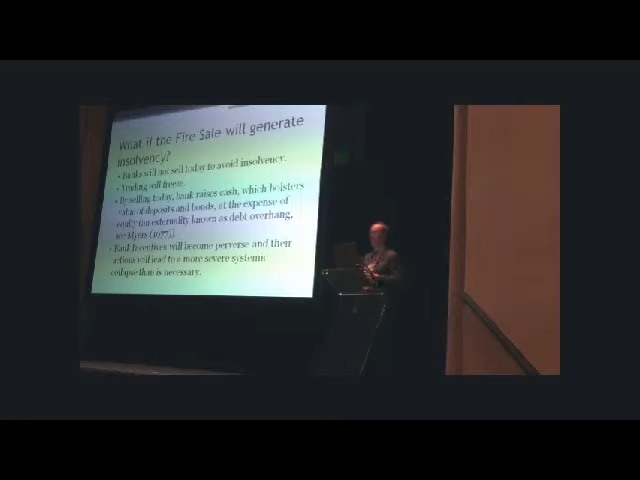 What if the Fire Sale will generate
insolvency?
• Banks will not sell today to avoid insolvency.
• Trading will freeze.
• By selling today, bank raises cash, which bolsters
value of deposits and bonds, at the expense of
equity (an externality known as debt overhang,
see Myers (1977)).
• Bank Incentives will become perverse and their
actions will lead to a more severe systemic
collapse than is necessary.